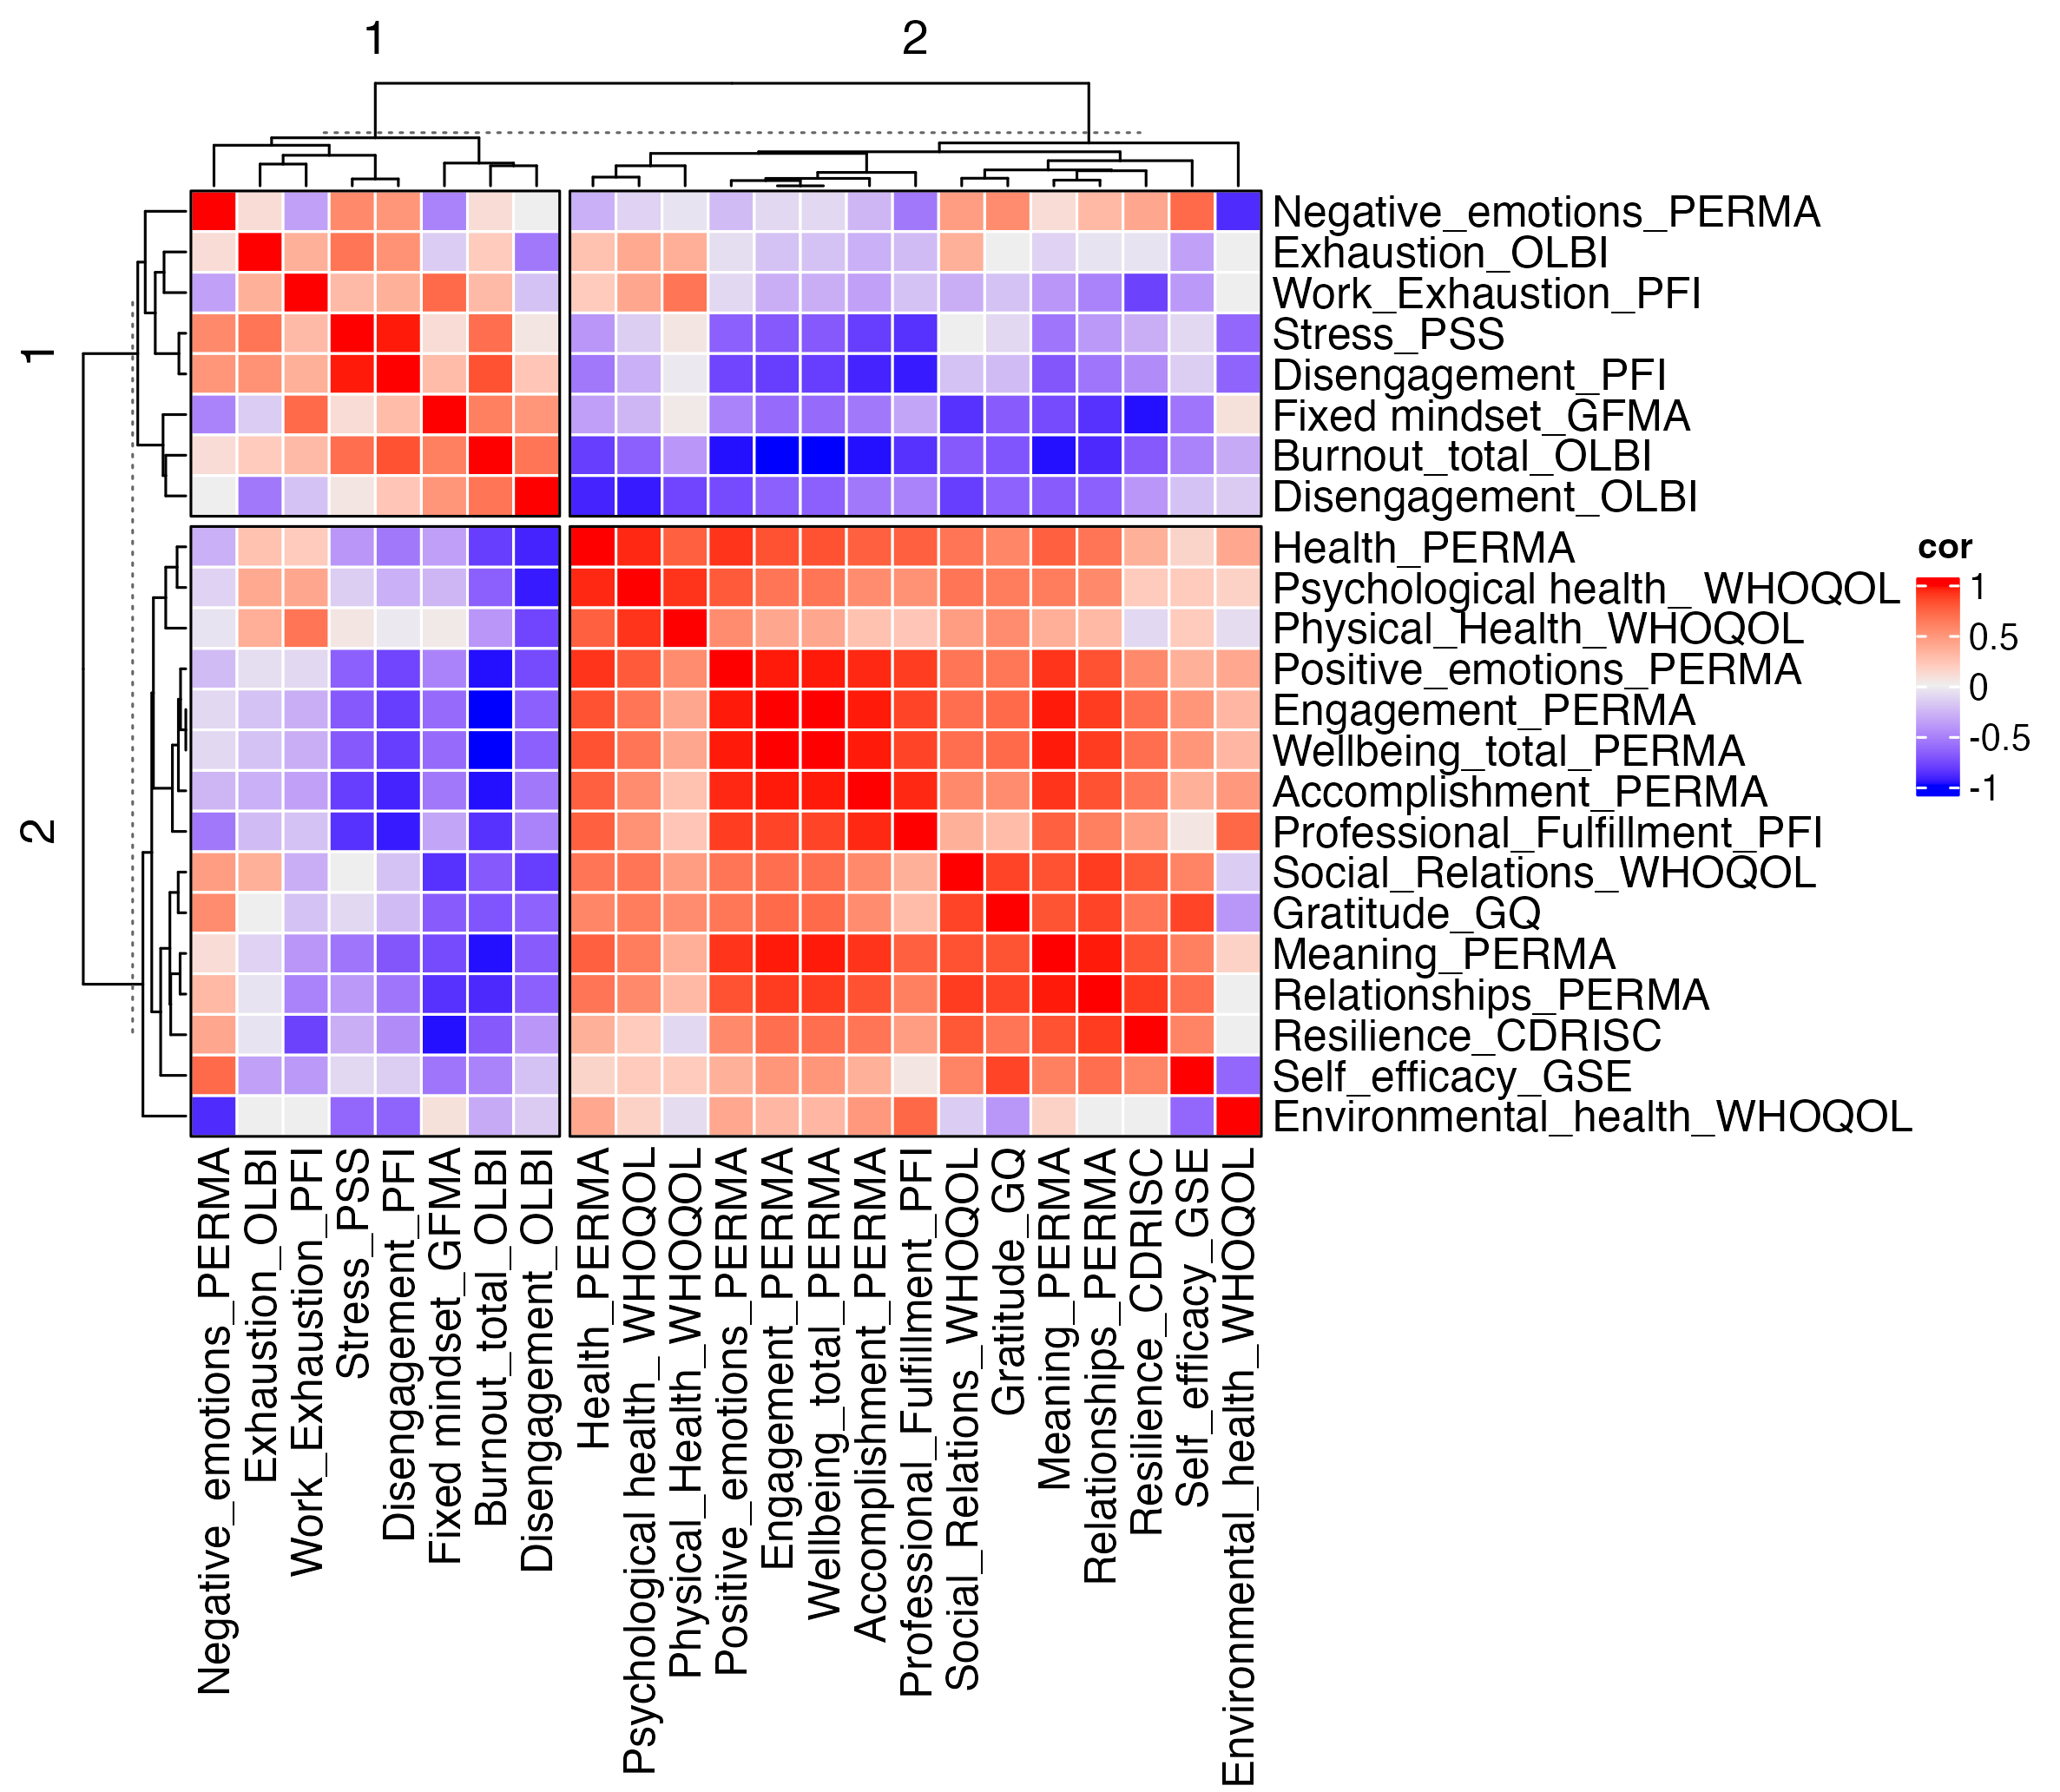 1
2
1
2
Negative_emotions_PERMA
Exhaustion_OLBI
Work_Exhaustion_PFI
Stress_PSS
Disengagement_PFI
Fixed mindset_GFMA
Burnout_total_OLBI
Disengagement_OLBI
Health_PERMA
Psychological health_ WHOQOL
Physical_Health_WHOQOL
Positive_emotions_PERMA
Engagement_PERMA
Wellbeing_total_PERMA
Accomplishment_PERMA
Professional_Fulfillment_PFI
Social_Relations_WHOQOL
Gratitude_GQ
Meaning_PERMA
Relationships_PERMA
Resilience_CDRISC
Self_efficacy_GSE
Environmental_health_WHOQOL
cor
1
0.5
0
-0.5
-1
Negative_emotions_PERMA
Exhaustion_OLBI
Work_Exhaustion_PFI
Stress_PSS
Disengagement_PFI
Fixed mindset_GFMA
Burnout_total_OLBI
Disengagement_OLBI
Health_PERMA
Psychological health_ WHOQOL
Physical_Health_WHOQOL
Positive_emotions_PERMA
Engagement_PERMA
Wellbeing_total_PERMA
Accomplishment_PERMA
Professional_Fulfillment_PFI
Social_Relations_WHOQOL
Gratitude_GQ
Meaning_PERMA
Relationships_PERMA
Resilience_CDRISC
Self_efficacy_GSE
Environmental_health_WHOQOL